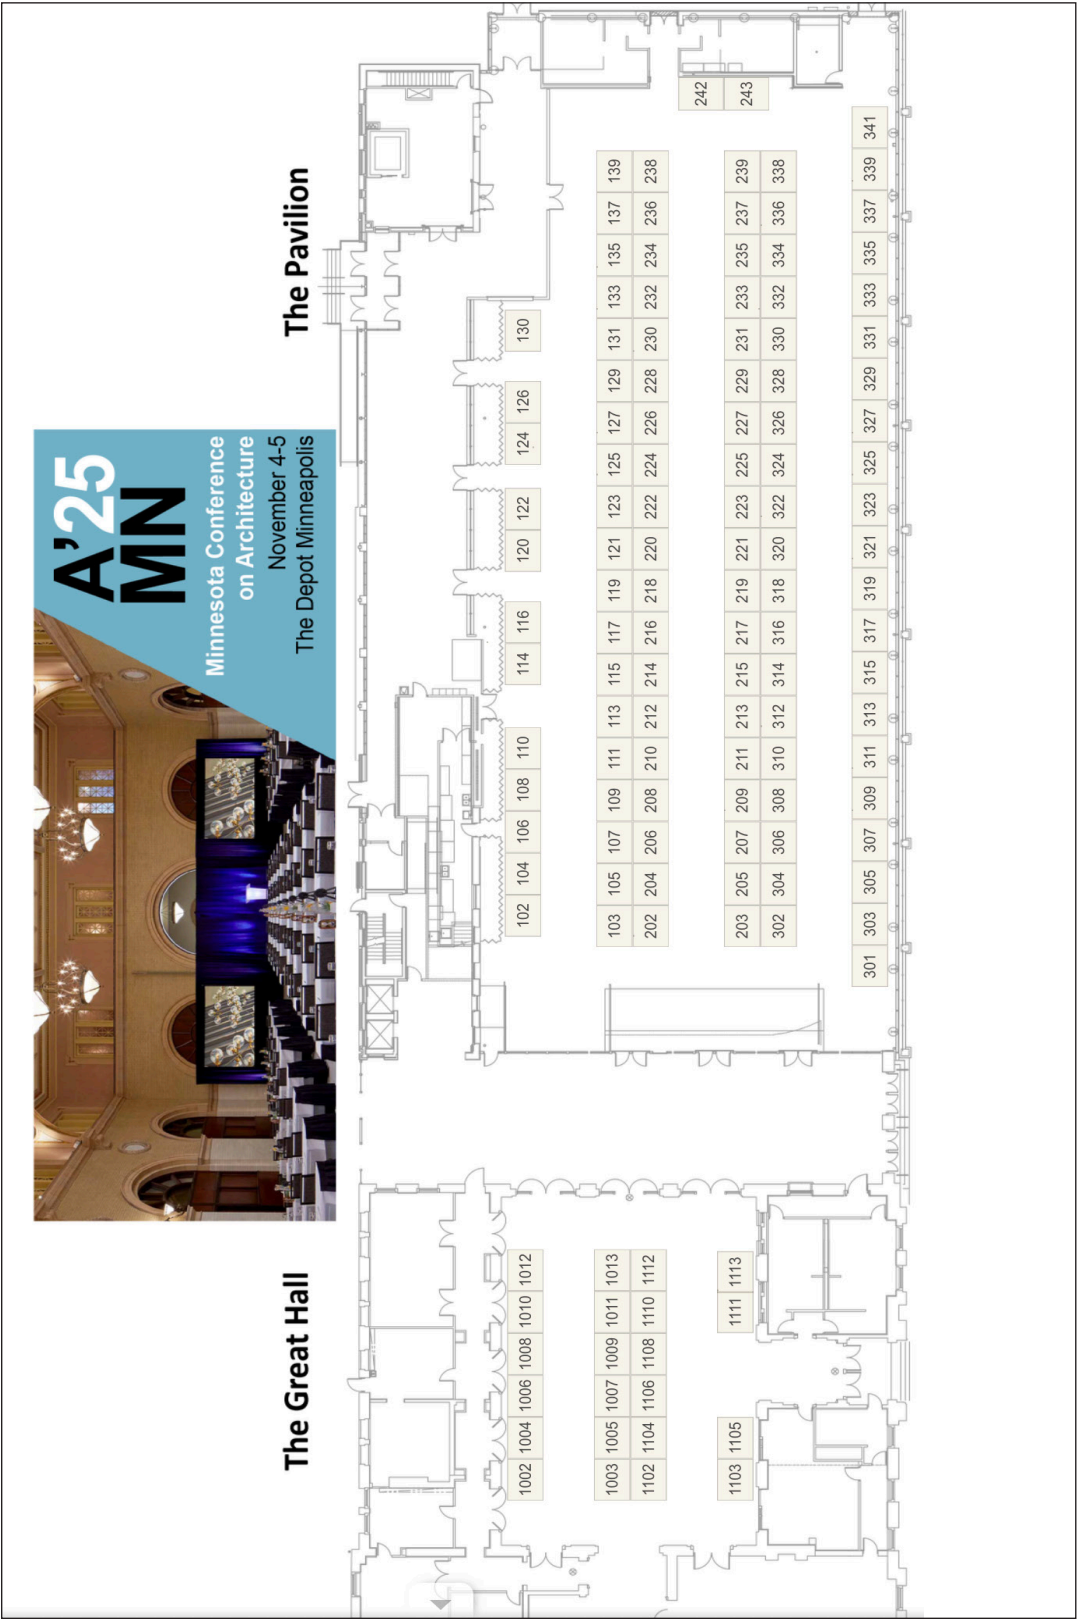 A'25
MN
Minnesota Conference
on Architecture
November 4-5
The Depot Minneapolis
The Great Hall
1002 1004 1006 1008 1010 1012
1003 1005 1007 1009 1011 1013
1102 1104 1106 1108 1110 1112
1103 1105 1111 1113
The Pavilion
102 104 106 108 110 114 116 120 122 124 126 130
103 105 107 109 111 113 115 117 119 121 123 125 127 129 131 133 135 137 139
202 204 206 208 210 212 214 216 218 220 222 224 226 228 230 232 234 236 238
242 243
203 205 207 209 211 213 215 217 219 221 223 225 227 229 231 233 235 237 239
302 304 306 308 310 312 314 316 318 320 322 324 326 328 330 332 334 336 338
301 303 305 307 309 311 313 315 317 319 321 323 325 327 329 331 333 335 337 339 341